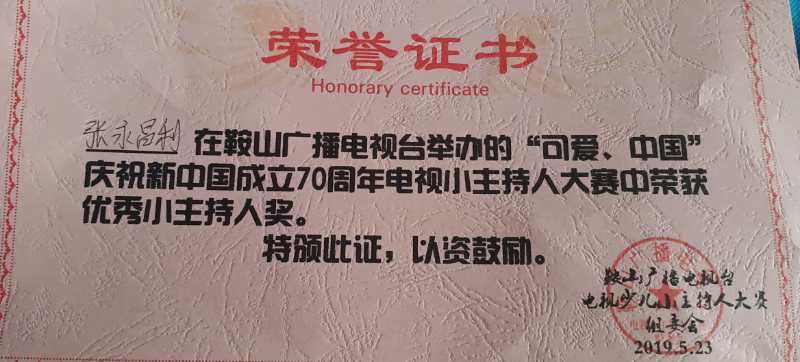 荣誉证书
Honorary certificate
张永昌利 在鞍山广播电视台举办的“可爱、中国”
庆祝新中国成立70周年电视小主持人大赛中荣获
优秀小主持人奖。
特颁此证，以资鼓励。
鞍山广播电视台
电视少儿小主持人大赛
组委会
2019.5.23